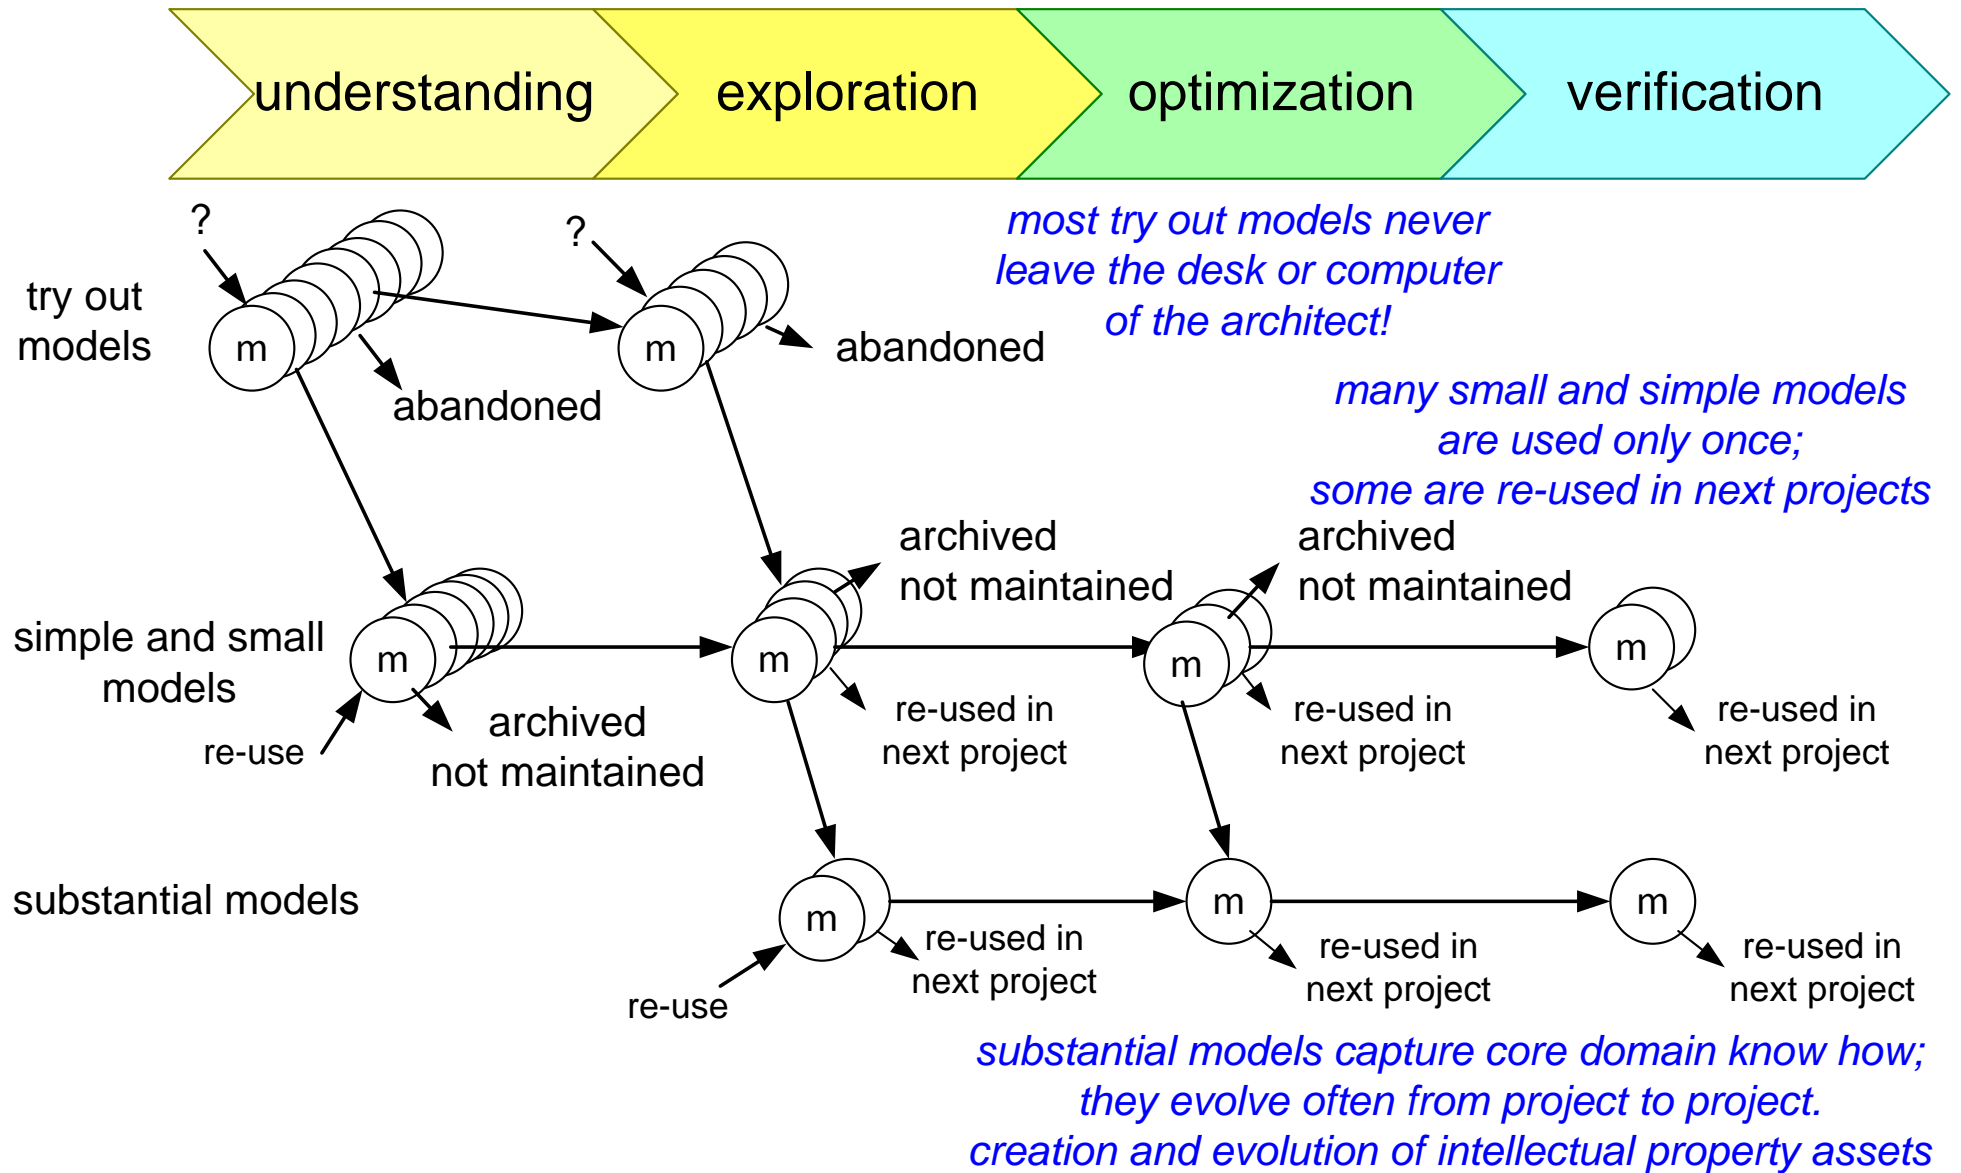 understanding
exploration
optimization
verification
?
?
most try out models never
leave the desk or computer
of the architect!
try out
models
m
m
abandoned
abandoned
many small and simple models
are used only once;
some are re-used in next projects
archived
not maintained
archived
not maintained
simple and small
models
m
m
m
m
re-use
archived
not maintained
re-used in
next project
re-used in
next project
re-used in
next project
substantial models
m
m
m
re-use
re-used in
next project
re-used in
next project
re-used in
next project
substantial models capture core domain know how;
they evolve often from project to project.
creation and evolution of intellectual property assets